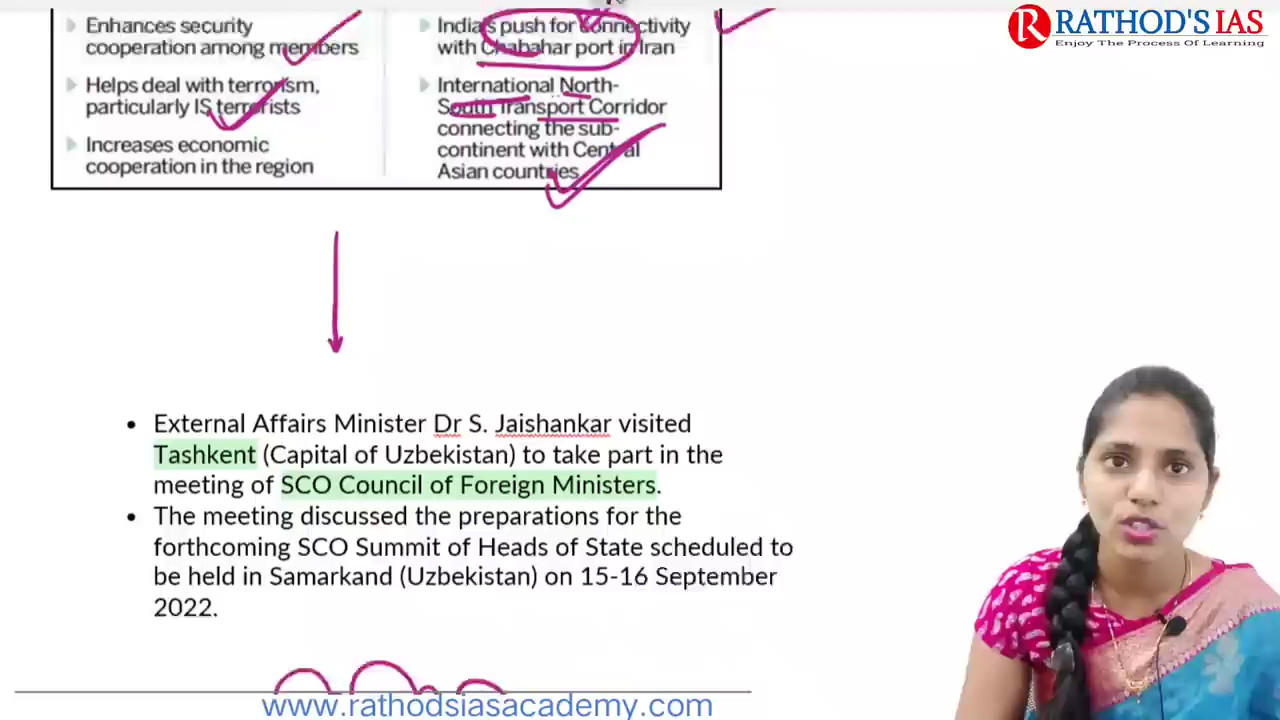 RATHOD'S IAS
Enjoy The Process Of Learning
Enhances security
cooperation among members
Helps deal with terrorism,
particularly IS terrorists
Increases economic
cooperation in the region
India's push for connectivity
with Chabahar port in Iran
International North-
South Transport Corridor
connecting the sub-
continent with Central
Asian countries
• External Affairs Minister Dr S. Jaishankar visited
Tashkent (Capital of Uzbekistan) to take part in the
meeting of SCO Council of Foreign Ministers.
• The meeting discussed the preparations for the
forthcoming SCO Summit of Heads of State scheduled to
be held in Samarkand (Uzbekistan) on 15-16 September
2022.
www.rathodsiasacademy.com